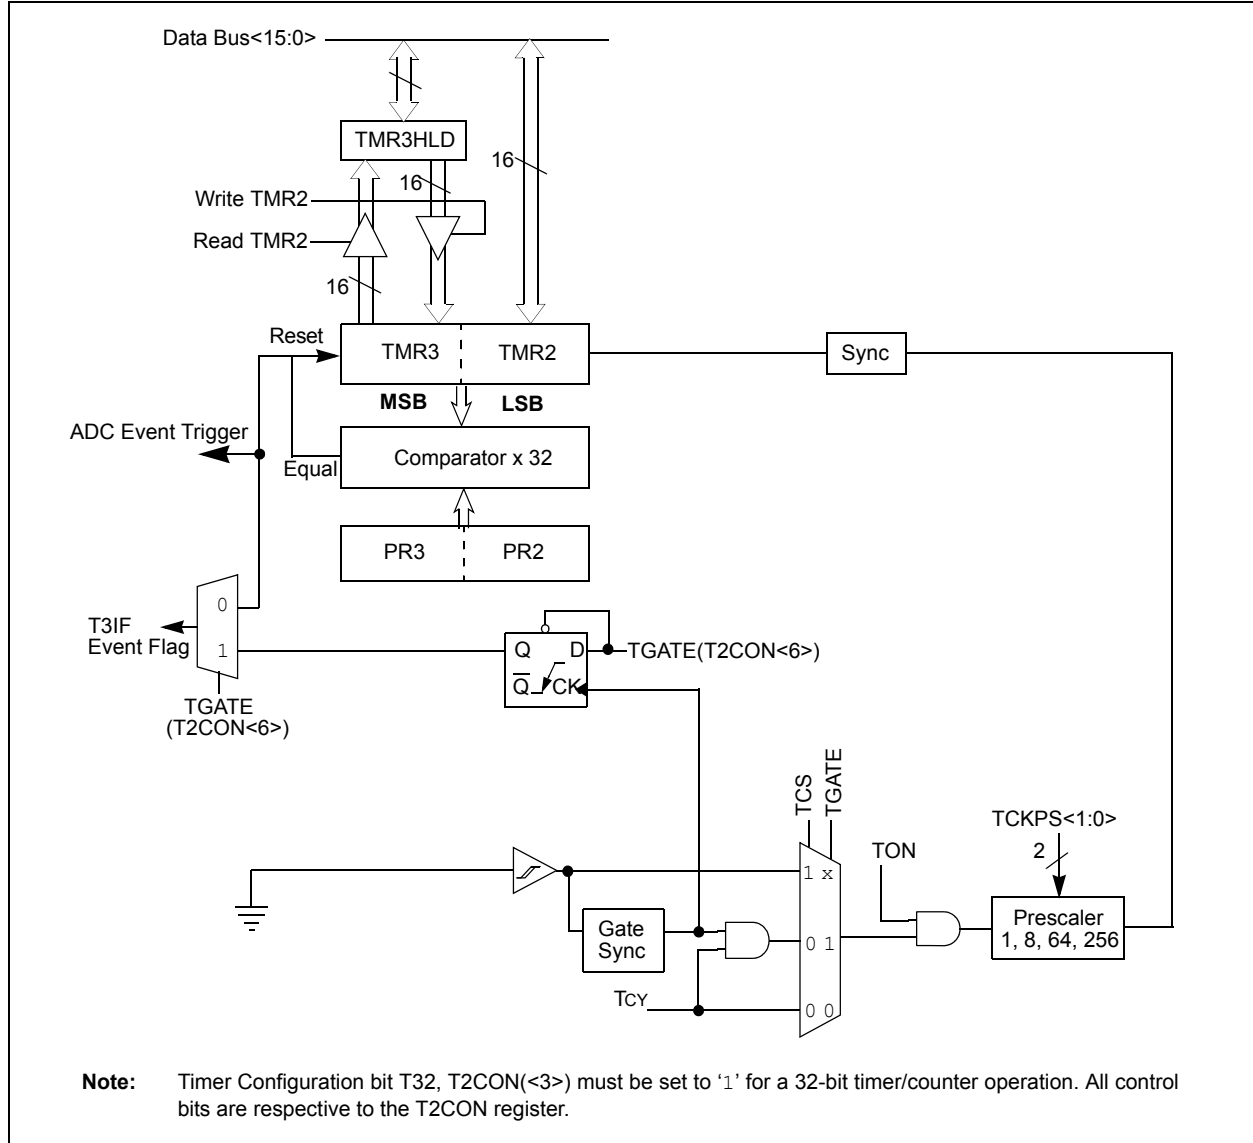 Data Bus<15:0>
TMR3HLD
16
16
Write TMR2
Read TMR2
16
Reset
TMR3
TMR2
Sync
MSB
LSB
ADC Event Trigger
Equal
Comparator x 32
PR3
PR2
0
T3IF
Event Flag
1
Q
D
TGATE(T2CON<6>)
Q
CK
TGATE
(T2CON<6>)
TCS
TGATE
TCKPS<1:0>
2
TON
1 x
Prescaler
1, 8, 64, 256
Gate
Sync
0 1
TCY
0 0
Note: Timer Configuration bit T32, T2CON(<3>) must be set to ‘1’ for a 32-bit timer/counter operation. All control
bits are respective to the T2CON register.